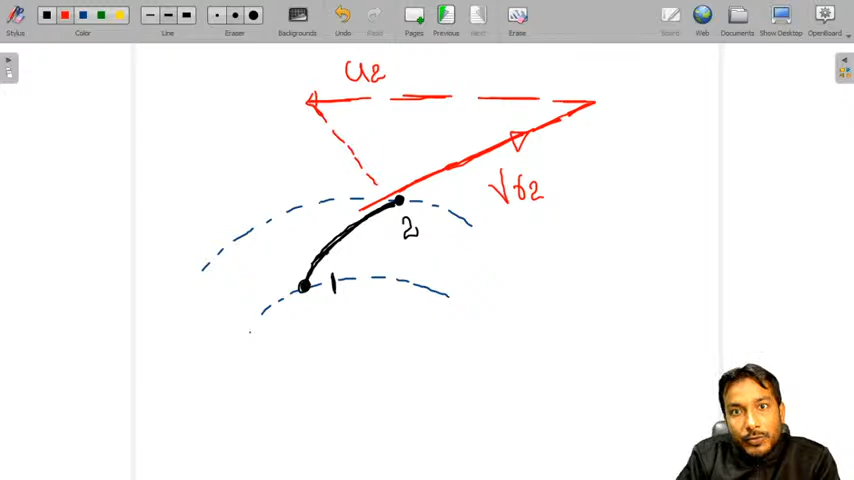 Stylus
Color
Line
Eraser
Backgrounds
Undo
Redo
Pages
Previous
Next
Erase
Board
Web
Documents
Show Desktop
OpenBoard
u2
Vr2
2
1